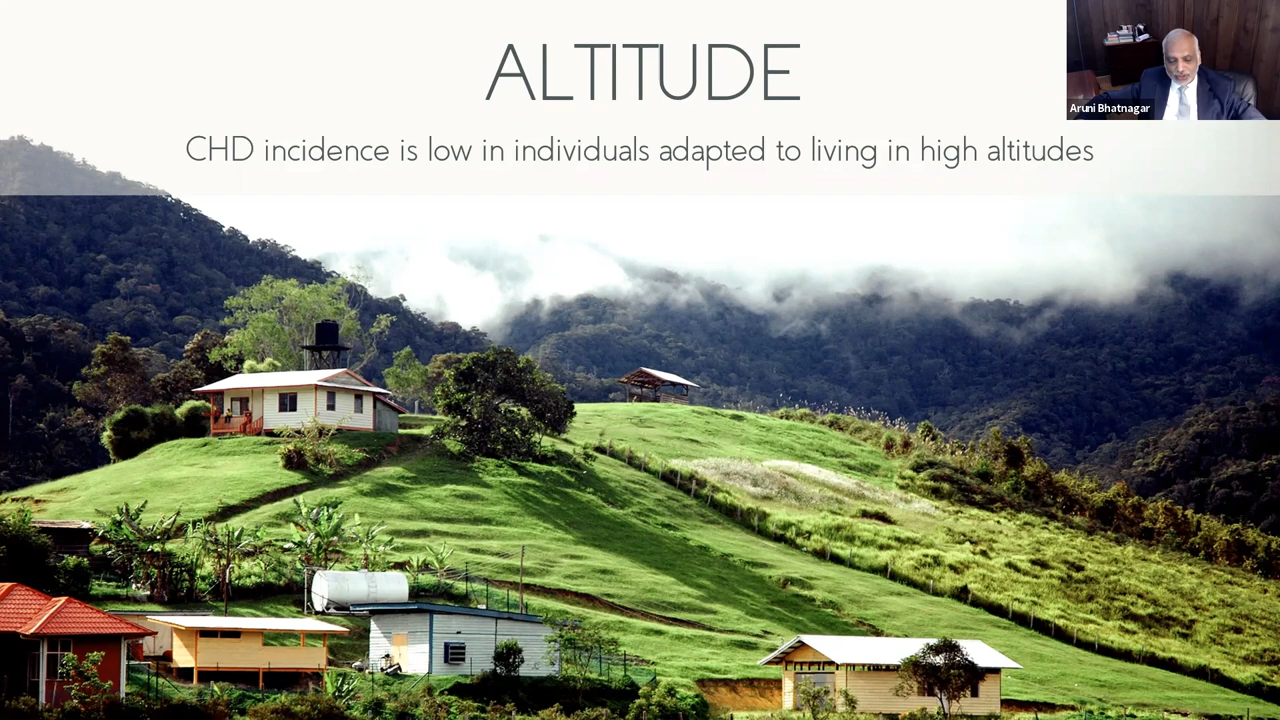 ALTITUDE
CHD incidence is low in individuals adapted to living in high altitudes
Aruni Bhatnagar